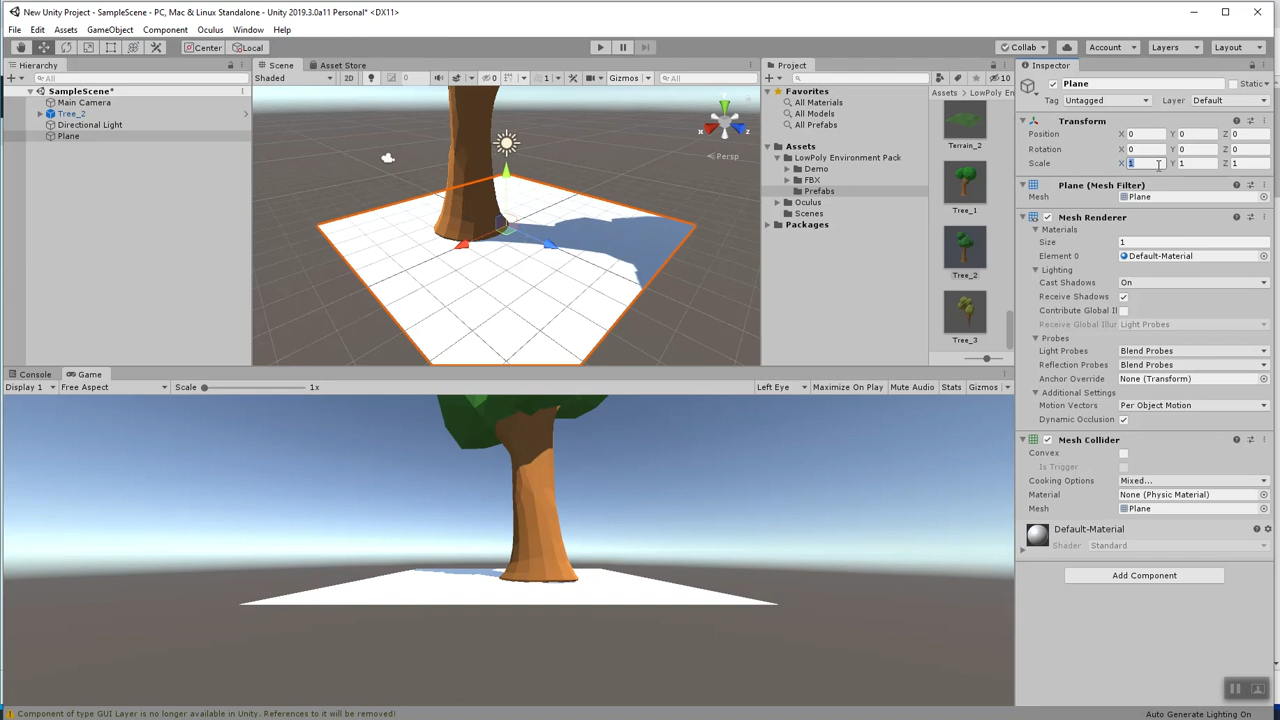 New Unity Project - SampleScene - PC, Mac & Linux Standalone - Unity 2019.3.0a11 Personal* <DX11>
File Edit Assets GameObject Component Oculus Window Help
Center Local Collab Account Layers Layout
Hierarchy Scene Asset Store Project Inspector
All Shaded 2D 0 0 1 Gizmos All 10
SampleScene*
Main Camera
Tree_2
Directional Light
Plane
X Z
Persp
Favorites
All Materials
All Models
All Prefabs
Assets
LowPoly Environment Pack
Demo
FBX
Prefabs
Oculus
Scenes
Packages
Assets LowPoly En
Terrain_2
Tree_1
Tree_2
Tree_3
Plane Static
Tag Untagged Layer Default
Transform
Position X 0 Y 0 Z 0
Rotation X 0 Y 0 Z 0
Scale X 1 Y 1 Z 1
Plane (Mesh Filter)
Mesh Plane
Mesh Renderer
Materials
Size 1
Element 0 Default-Material
Lighting
Cast Shadows On
Receive Shadows
Contribute Global Il
Receive Global Illur Light Probes
Probes
Light Probes Blend Probes
Reflection Probes Blend Probes
Anchor Override None (Transform)
Additional Settings
Motion Vectors Per Object Motion
Dynamic Occlusion
Mesh Collider
Convex
Is Trigger
Cooking Options Mixed...
Material None (Physic Material)
Mesh Plane
Default-Material
Shader Standard
Add Component
Console Game
Display 1 Free Aspect Scale 1x Left Eye Maximize On Play Mute Audio Stats Gizmos
Component of type GUI Layer is no longer available in Unity. References to it will be removed!
Auto Generate Lighting On